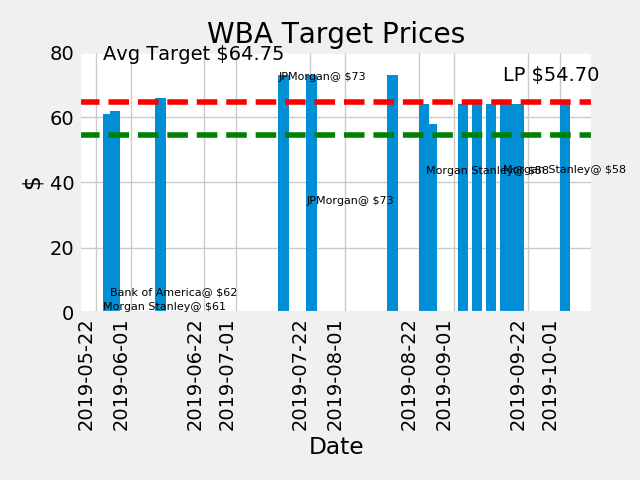 WBA Target Prices
Avg Target $64.75
LP $54.70
JPMorgan@ $73
Morgan Stanley@ $58
Morgan Stanley@ $58
JPMorgan@ $73
Bank of America@ $62
Morgan Stanley@ $61
80
60
40
20
0
$
2019-05-22
2019-06-01
2019-06-22
2019-07-01
2019-07-22
2019-08-01
2019-08-22
2019-09-01
2019-09-22
2019-10-01
Date